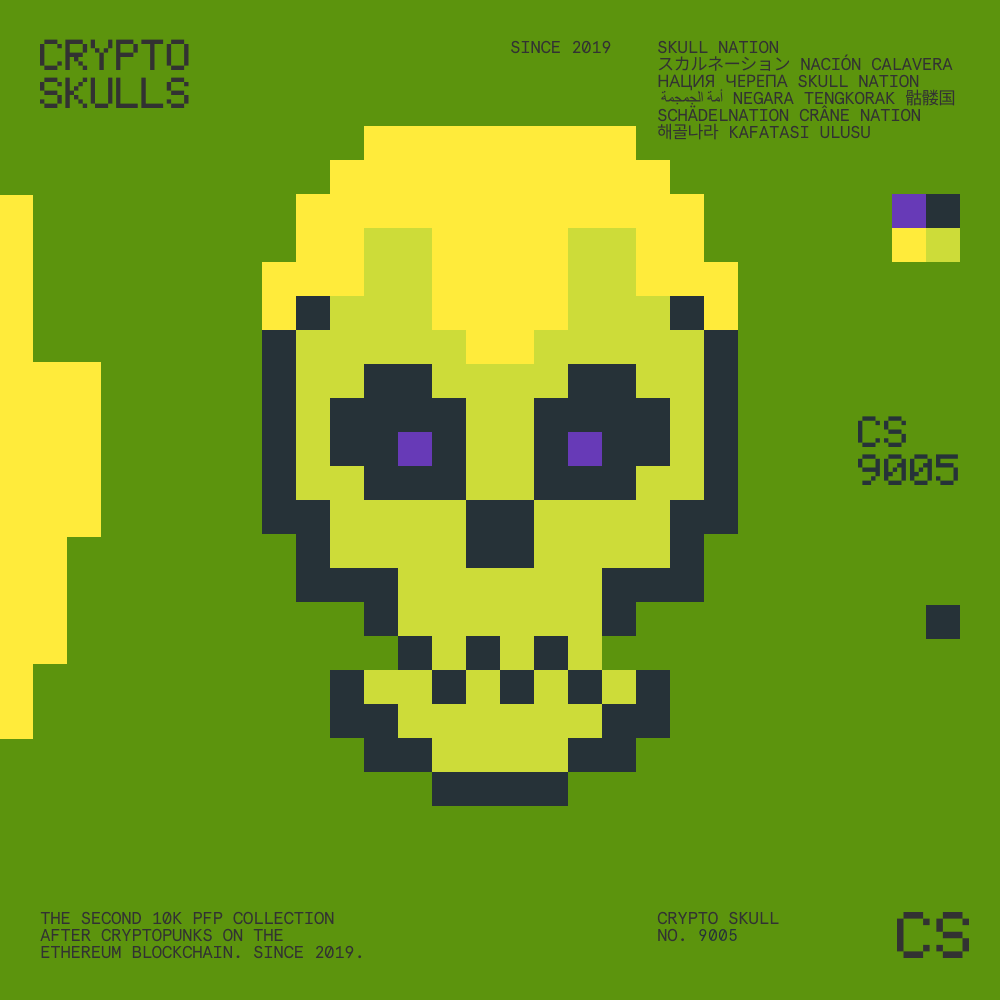 CRYPTO
SKULLS
SINCE 2019
SKULL NATION
スカルネーション NACIÓN CALAVERA
НАЦИЯ ЧЕРЕПА SKULL NATION
أمة الجمجمة NEGARA TENGKORAK 骷髅国
SCHÄDELNATION CRÂNE NATION
해골나라 KAFATASI ULUSU
CS
9005
THE SECOND 10K PFP COLLECTION
AFTER CRYPTOPUNKS ON THE
ETHEREUM BLOCKCHAIN. SINCE 2019.
CRYPTO SKULL
NO. 9005
CS